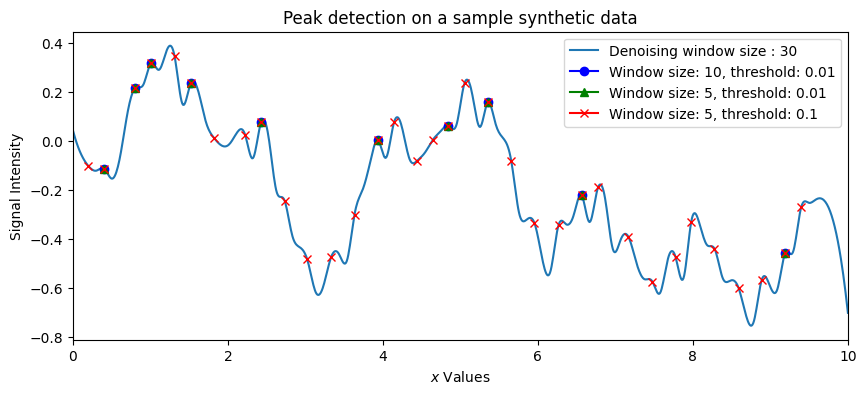 Peak detection on a sample synthetic data
Denoising window size : 30
Window size: 10, threshold: 0.01
Window size: 5, threshold: 0.01
Window size: 5, threshold: 0.1
Signal Intensity
0.4
0.2
0.0
−0.2
−0.4
−0.6
−0.8
0 2 4 6 8 10
x Values